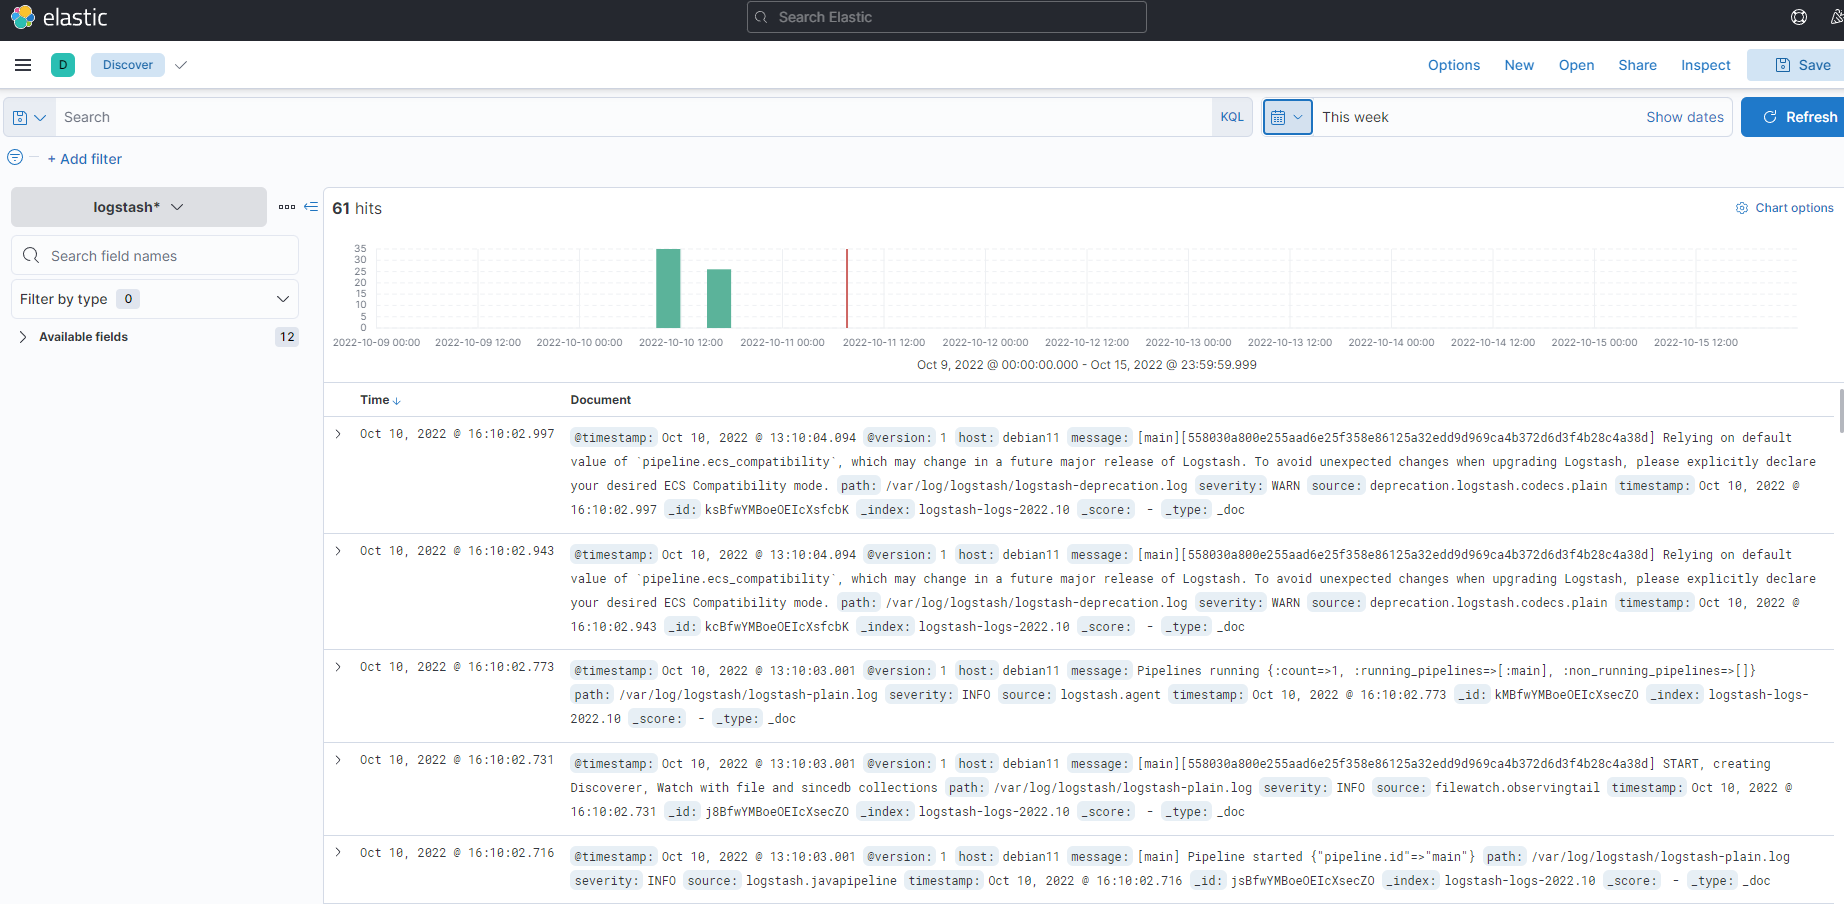 elastic
Search Elastic
D Discover
Options New Open Share Inspect Save
Search KQL This week Show dates Refresh
+ Add filter
logstash*
61 hits
Chart options
Search field names
Filter by type 0
Available fields 12
35
30
25
20
15
10
5
0
2022-10-09 00:00 2022-10-09 12:00 2022-10-10 00:00 2022-10-10 12:00 2022-10-11 00:00 2022-10-11 12:00 2022-10-12 00:00 2022-10-12 12:00 2022-10-13 00:00 2022-10-13 12:00 2022-10-14 00:00 2022-10-14 12:00 2022-10-15 00:00 2022-10-15 12:00
Oct 9, 2022 @ 00:00:00.000 - Oct 15, 2022 @ 23:59:59.999
Time Document
Oct 10, 2022 @ 16:10:02.997 @timestamp: Oct 10, 2022 @ 13:10:04.094 @version: 1 host: debian11 message: [main][558030a800e255aad6e25f358e86125a32edd9d969ca4b372d6d3f4b28c4a38d] Relying on default
value of `pipeline.ecs_compatibility`, which may change in a future major release of Logstash. To avoid unexpected changes when upgrading Logstash, please explicitly declare
your desired ECS Compatibility mode. path: /var/log/logstash/logstash-deprecation.log severity: WARN source: deprecation.logstash.codecs.plain timestamp: Oct 10, 2022 @
16:10:02.997 _id: ksBfwYMBoeOEIcXsfcbK _index: logstash-logs-2022.10 _score: - _type: _doc
Oct 10, 2022 @ 16:10:02.943 @timestamp: Oct 10, 2022 @ 13:10:04.094 @version: 1 host: debian11 message: [main][558030a800e255aad6e25f358e86125a32edd9d969ca4b372d6d3f4b28c4a38d] Relying on default
value of `pipeline.ecs_compatibility`, which may change in a future major release of Logstash. To avoid unexpected changes when upgrading Logstash, please explicitly declare
your desired ECS Compatibility mode. path: /var/log/logstash/logstash-deprecation.log severity: WARN source: deprecation.logstash.codecs.plain timestamp: Oct 10, 2022 @
16:10:02.943 _id: kcBfwYMBoeOEIcXsfcbK _index: logstash-logs-2022.10 _score: - _type: _doc
Oct 10, 2022 @ 16:10:02.773 @timestamp: Oct 10, 2022 @ 13:10:03.001 @version: 1 host: debian11 message: Pipelines running {:count=>1, :running_pipelines=>[:main], :non_running_pipelines=>[]}
path: /var/log/logstash/logstash-plain.log severity: INFO source: logstash.agent timestamp: Oct 10, 2022 @ 16:10:02.773 _id: kMBfwYMBoeOEIcXsecZO _index: logstash-logs-
2022.10 _score: - _type: _doc
Oct 10, 2022 @ 16:10:02.731 @timestamp: Oct 10, 2022 @ 13:10:03.001 @version: 1 host: debian11 message: [main][558030a800e255aad6e25f358e86125a32edd9d969ca4b372d6d3f4b28c4a38d] START, creating
Discoverer, Watch with file and sincedb collections path: /var/log/logstash/logstash-plain.log severity: INFO source: filewatch.observingtail timestamp: Oct 10, 2022 @
16:10:02.731 _id: j8BfwYMBoeOEIcXsecZO _index: logstash-logs-2022.10 _score: - _type: _doc
Oct 10, 2022 @ 16:10:02.716 @timestamp: Oct 10, 2022 @ 13:10:03.001 @version: 1 host: debian11 message: [main] Pipeline started {"pipeline.id"=>"main"} path: /var/log/logstash/logstash-plain.log
severity: INFO source: logstash.javapipeline timestamp: Oct 10, 2022 @ 16:10:02.716 _id: jsBfwYMBoeOEIcXsecZO _index: logstash-logs-2022.10 _score: - _type: _doc